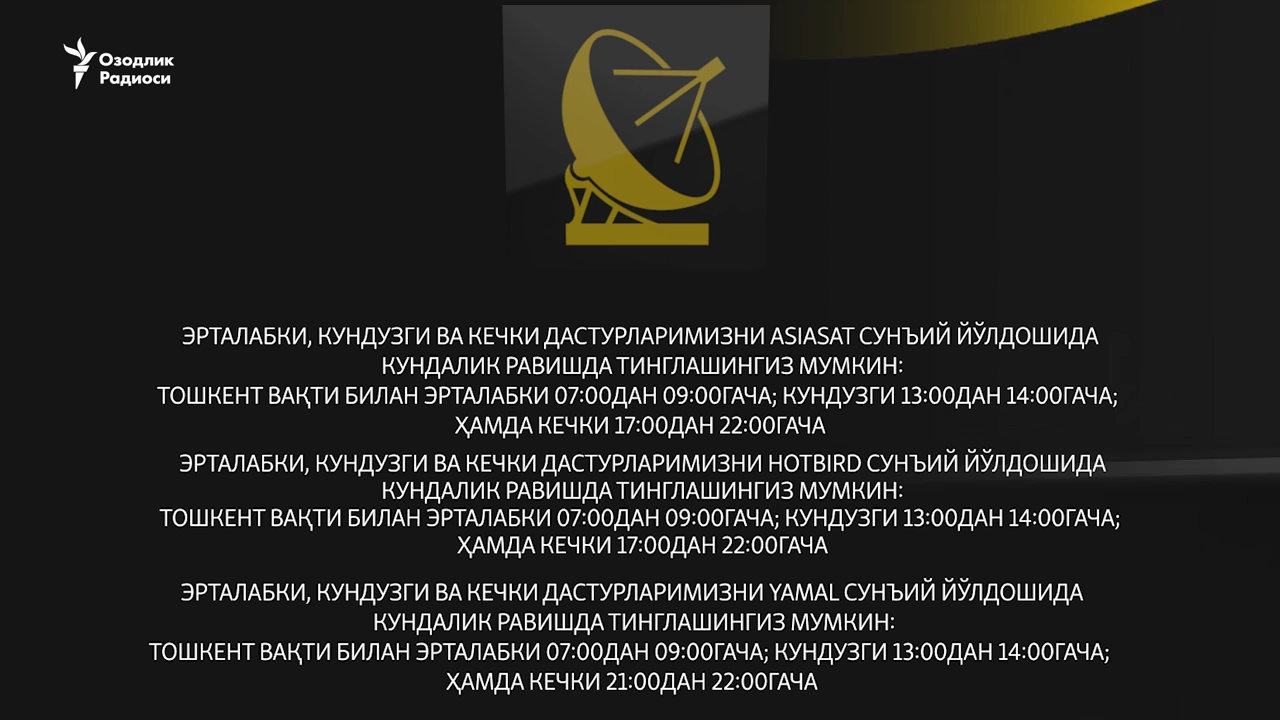 Озодлик
Радиоси
ЭРТАЛАБКИ, КУНДУЗГИ ВА КЕЧКИ ДАСТУРЛАРИМИЗНИ ASIASAT СУНЪИЙ ЙЎЛДОШИДА
КУНДАЛИК РАВИШДА ТИНГЛАШИНГИЗ МУМКИН:
ТОШКЕНТ ВАҚТИ БИЛАН ЭРТАЛАБКИ 07:00ДАН 09:00ГАЧА; КУНДУЗГИ 13:00ДАН 14:00ГАЧА;
ҲАМДА КЕЧКИ 17:00ДАН 22:00ГАЧА
ЭРТАЛАБКИ, КУНДУЗГИ ВА КЕЧКИ ДАСТУРЛАРИМИЗНИ HOTBIRD СУНЪИЙ ЙЎЛДОШИДА
КУНДАЛИК РАВИШДА ТИНГЛАШИНГИЗ МУМКИН:
ТОШКЕНТ ВАҚТИ БИЛАН ЭРТАЛАБКИ 07:00ДАН 09:00ГАЧА; КУНДУЗГИ 13:00ДАН 14:00ГАЧА;
ҲАМДА КЕЧКИ 17:00ДАН 22:00ГАЧА
ЭРТАЛАБКИ, КУНДУЗГИ ВА КЕЧКИ ДАСТУРЛАРИМИЗНИ YAMAL СУНЪИЙ ЙЎЛДОШИДА
КУНДАЛИК РАВИШДА ТИНГЛАШИНГИЗ МУМКИН:
ТОШКЕНТ ВАҚТИ БИЛАН ЭРТАЛАБКИ 07:00ДАН 09:00ГАЧА; КУНДУЗГИ 13:00ДАН 14:00ГАЧА;
ҲАМДА КЕЧКИ 21:00ДАН 22:00ГАЧА